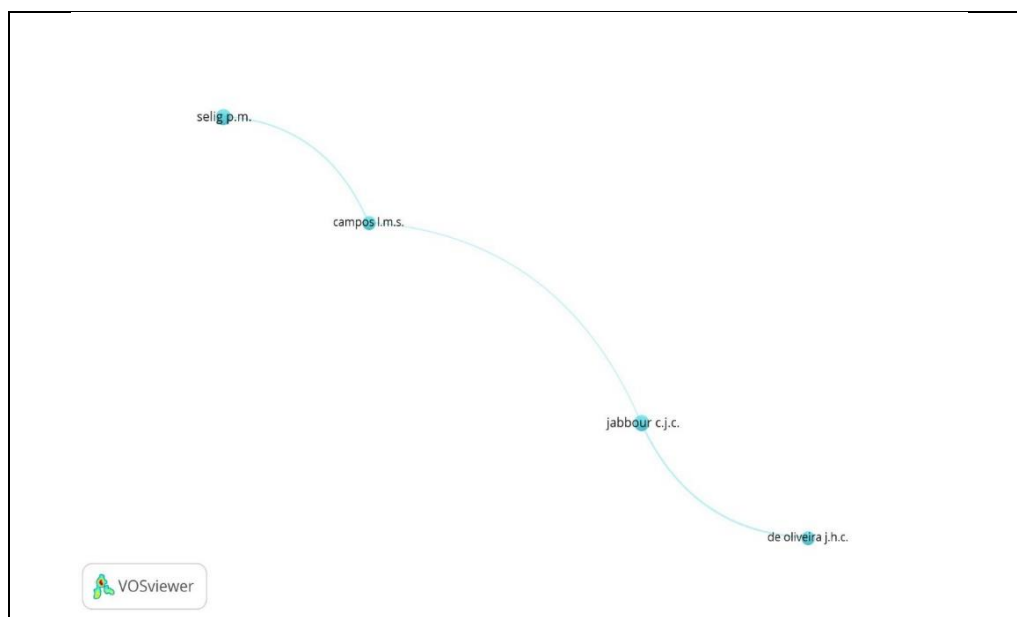 selig p.m.
campos l.m.s.
jabbour c.j.c.
de oliveira j.h.c.
VOSviewer